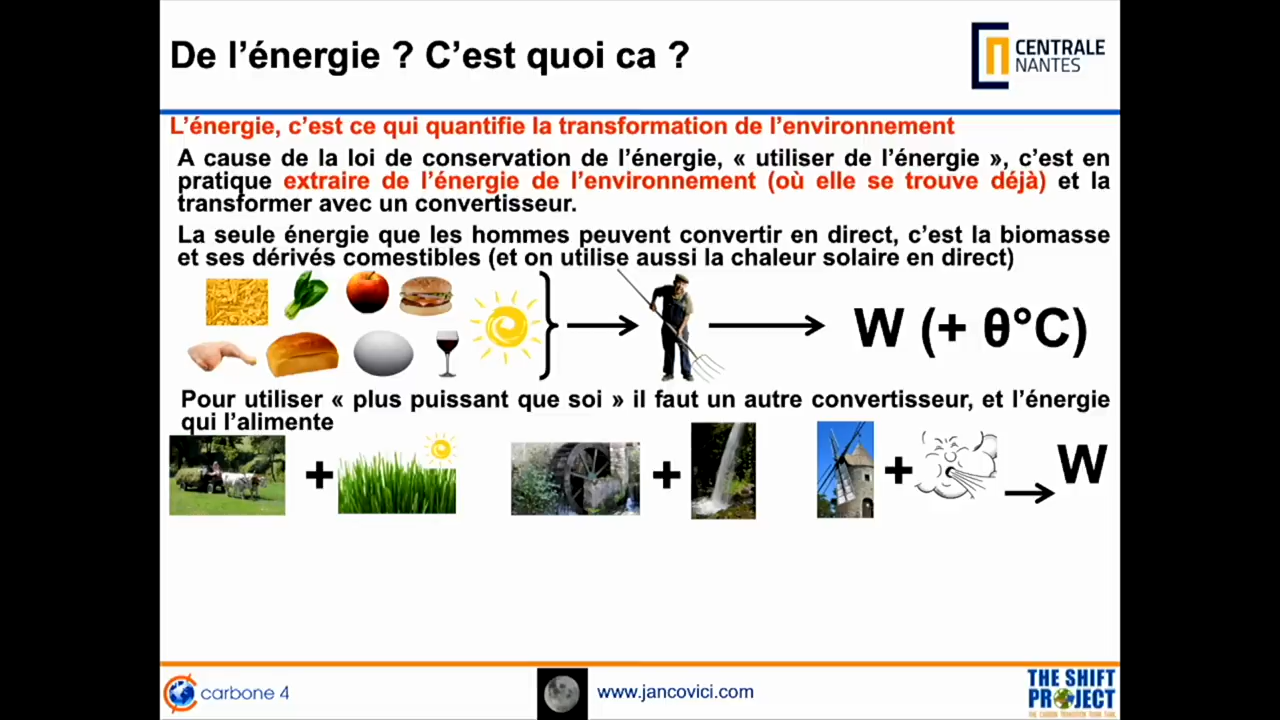 De l'énergie ? C'est quoi ca ?
CENTRALE
NANTES
L'énergie, c'est ce qui quantifie la transformation de l'environnement
A cause de la loi de conservation de l'énergie, « utiliser de l'énergie », c'est en
pratique extraire de l'énergie de l'environnement (où elle se trouve déjà) et la
transformer avec un convertisseur.
La seule énergie que les hommes peuvent convertir en direct, c'est la biomasse
et ses dérivés comestibles (et on utilise aussi la chaleur solaire en direct)
W (+ θ°C)
Pour utiliser « plus puissant que soi » il faut un autre convertisseur, et l'énergie
qui l'alimente
+ + + W
carbone 4
www.jancovici.com
THE SHIFT
PROJECT
THE CARBON TRANSITION THINK TANK